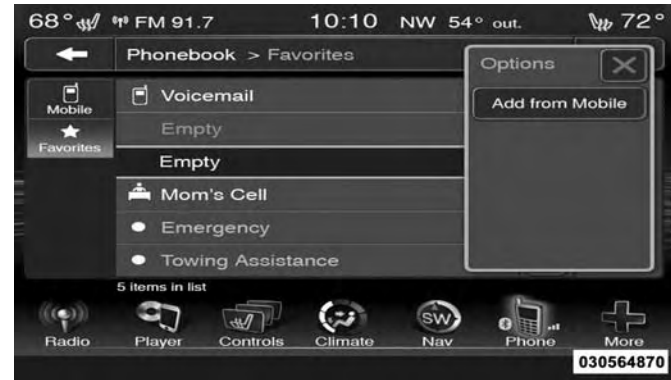 68° FM 91.7 10:10 NW 54° out. 72°
Phonebook > Favorites
Options
Mobile
Voicemail
Add from Mobile
Favorites
Empty
Empty
Mom's Cell
Emergency
Towing Assistance
5 items in list
SW
Radio Player Controls Climate Nav Phone More
030564870